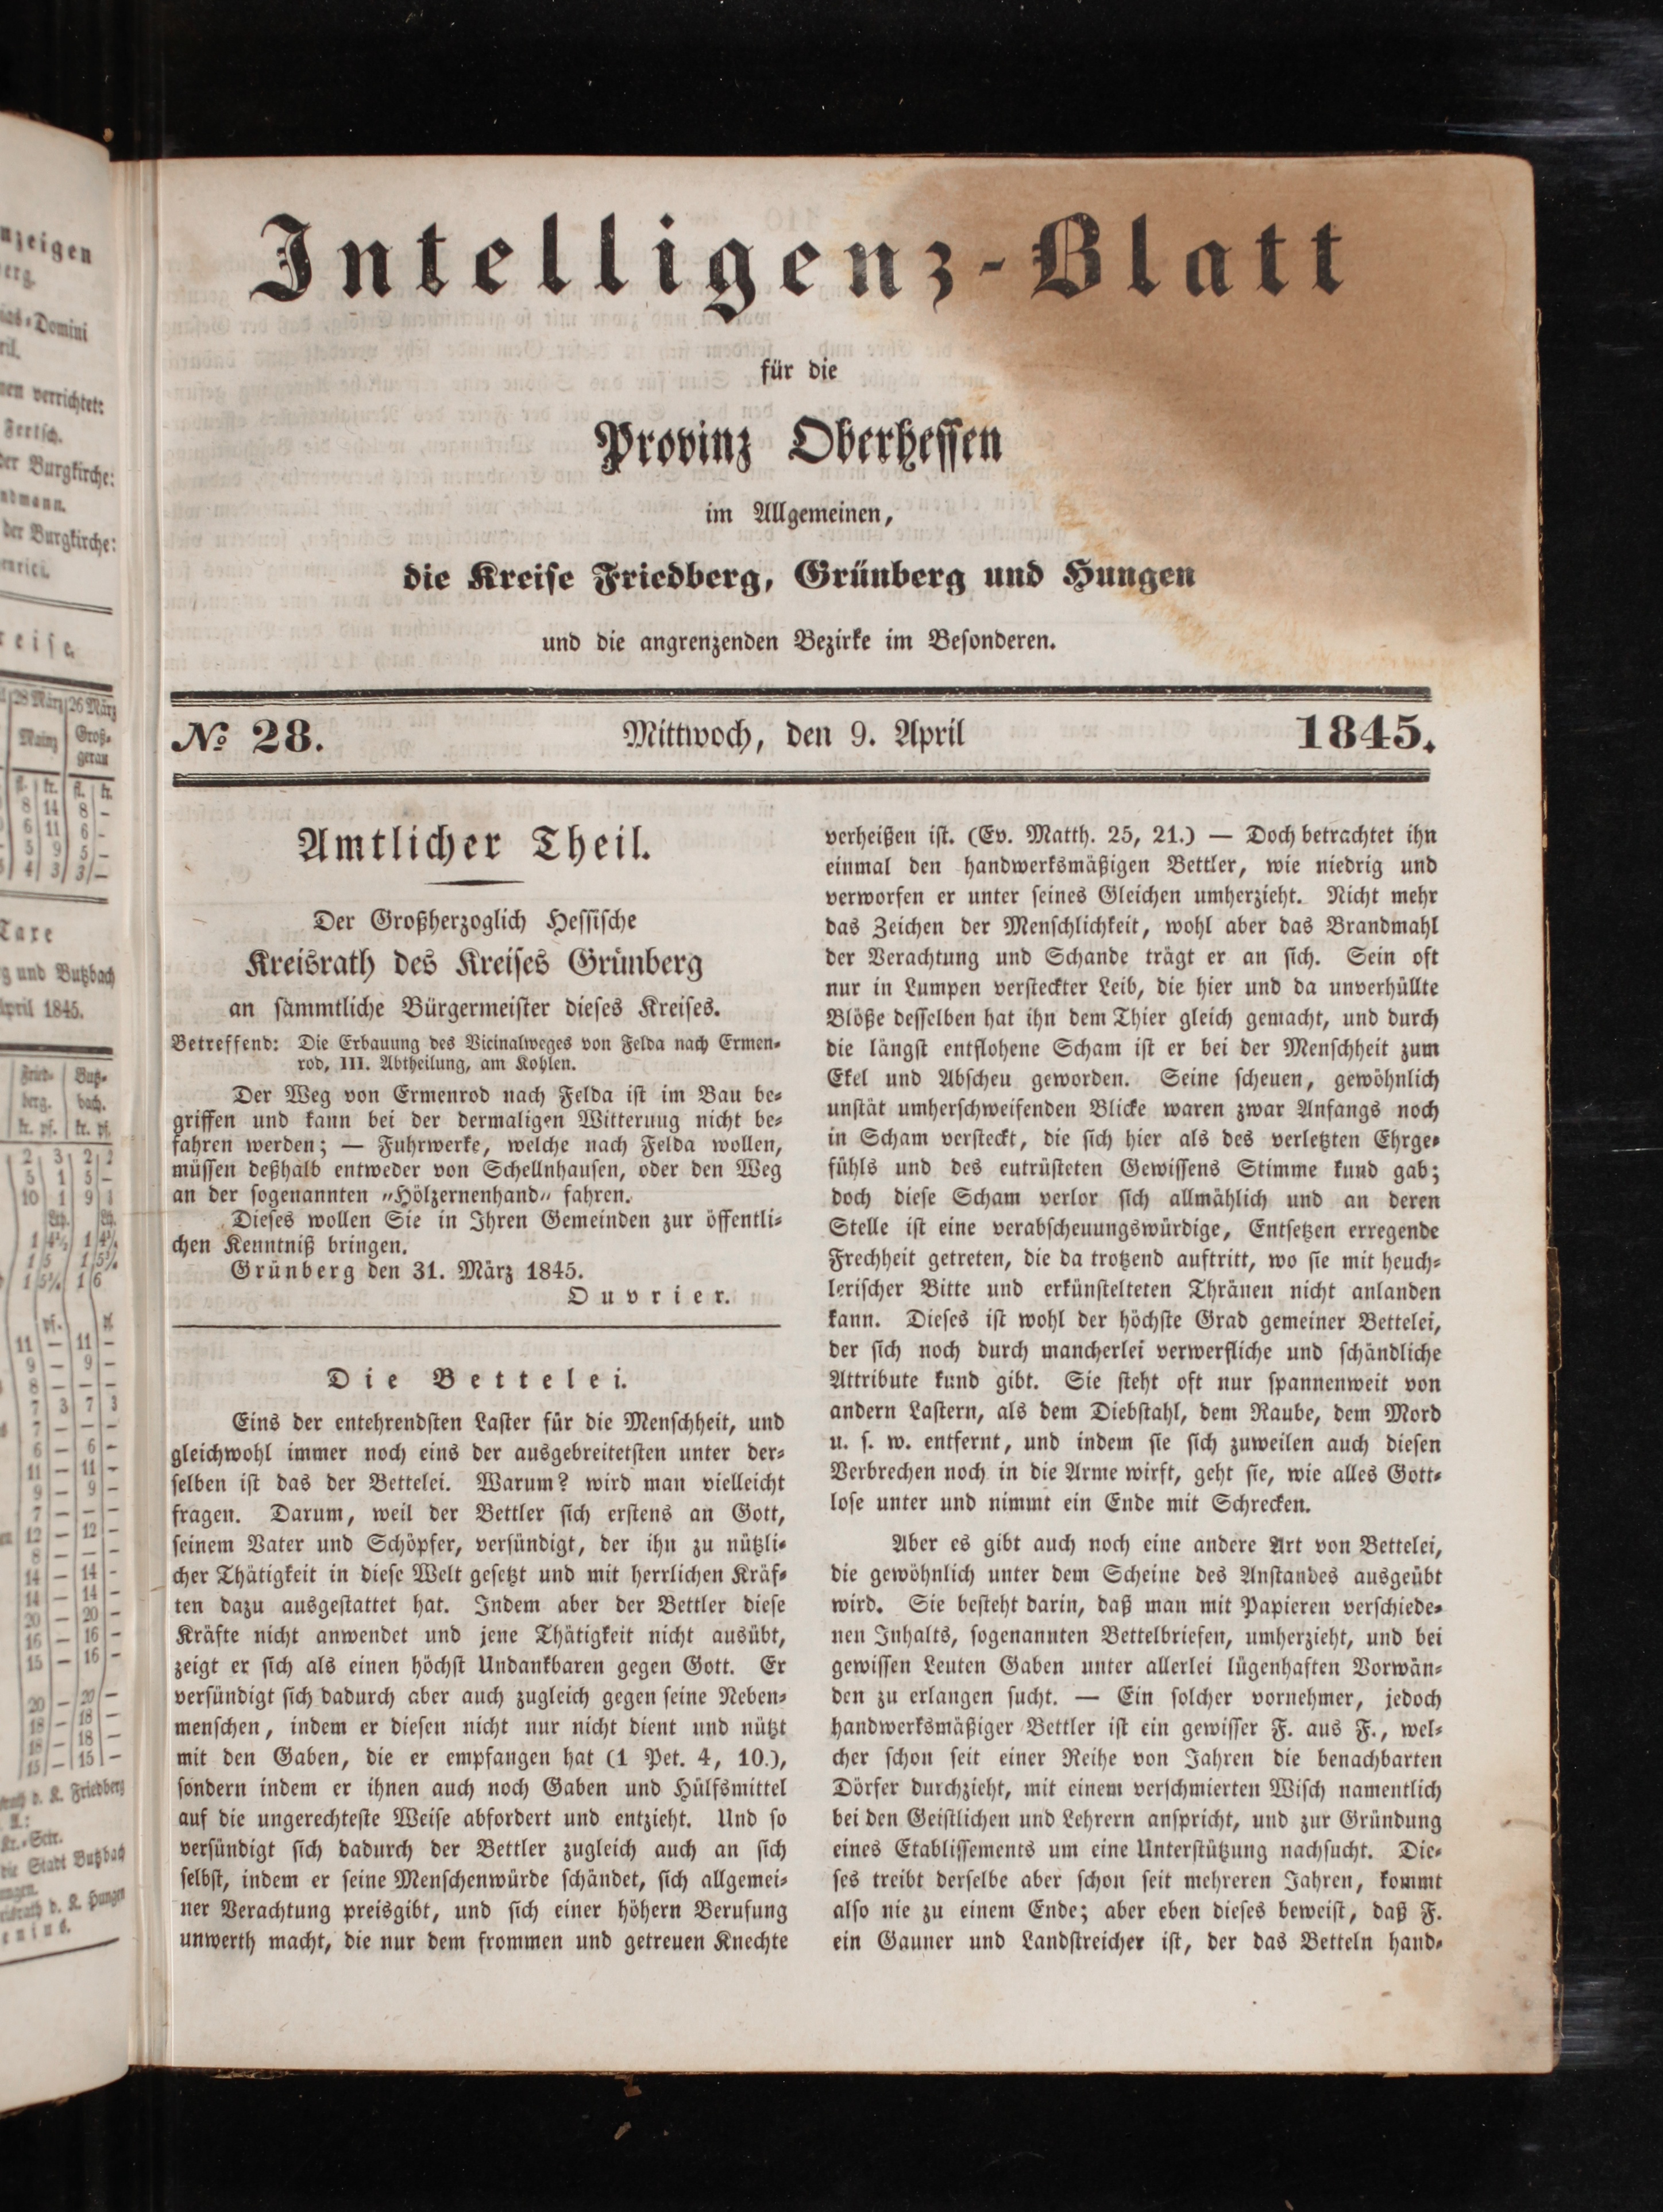 Intelligenz-Blatt
für die
Provinz Oberhessen
im Allgemeinen,
die Kreise Friedberg, Grünberg und Hungen
und die angrenzenden Bezirke im Besonderen.
№ 28.
Mittwoch, den 9. April
1845.
Amtlicher Theil.
Der Großherzoglich Hessische
Kreisrath des Kreises Grünberg
an sämmtliche Bürgermeister dieses Kreises.
Betreffend: Die Erbauung des Vicinalweges von Felda nach Ermen-
rod, III. Abtheilung, am Kohlen.
Der Weg von Ermenrod nach Felda ist im Bau be-
griffen und kann bei der dermaligen Witterung nicht be-
fahren werden; — Fuhrwerke, welche nach Felda wollen,
müssen deßhalb entweder von Schellnhausen, oder den Weg
an der sogenannten „Hölzernenhand„ fahren.
Dieses wollen Sie in Ihren Gemeinden zur öffentli-
chen Kenntniß bringen.
Grünberg den 31. März 1845.
Ouvrier.
Die Bettelei.
Eins der entehrendsten Laster für die Menschheit, und
gleichwohl immer noch eins der ausgebreitetsten unter der-
selben ist das der Bettelei. Warum? wird man vielleicht
fragen. Darum, weil der Bettler sich erstens an Gott,
seinem Vater und Schöpfer, versündigt, der ihn zu nützli-
cher Thätigkeit in diese Welt gesetzt und mit herrlichen Kräf-
ten dazu ausgestattet hat. Indem aber der Bettler diese
Kräfte nicht anwendet und jene Thätigkeit nicht ausübt,
zeigt er sich als einen höchst Undankbaren gegen Gott. Er
versündigt sich dadurch aber auch zugleich gegen seine Neben-
menschen, indem er diesen nicht nur nicht dient und nützt
mit den Gaben, die er empfangen hat (1 Pet. 4, 10.),
sondern indem er ihnen auch noch Gaben und Hülfsmittel
auf die ungerechteste Weise abfordert und entzieht. Und so
versündigt sich dadurch der Bettler zugleich auch an sich
selbst, indem er seine Menschenwürde schändet, sich allgemei-
ner Verachtung preisgibt, und sich einer höhern Berufung
unwerth macht, die nur dem frommen und getreuen Knechte
verheißen ist. (Ev. Matth. 25, 21.) — Doch betrachtet ihn
einmal den handwerksmäßigen Bettler, wie niedrig und
verworfen er unter seines Gleichen umherzieht. Nicht mehr
das Zeichen der Menschlichkeit, wohl aber das Brandmahl
der Verachtung und Schande trägt er an sich. Sein oft
nur in Lumpen versteckter Leib, die hier und da unverhüllte
Blöße desselben hat ihn dem Thier gleich gemacht, und durch
die längst entflohene Scham ist er bei der Menschheit zum
Ekel und Abscheu geworden. Seine scheuen, gewöhnlich
unstät umherschweifenden Blicke waren zwar Anfangs noch
in Scham versteckt, die sich hier als des verletzten Ehrge-
fühls und des eutrüsteten Gewissens Stimme kund gab;
doch diese Scham verlor sich allmählich und an deren
Stelle ist eine verabscheuungswürdige, Entsetzen erregende
Frechheit getreten, die da trotzend auftritt, wo sie mit heuch-
lerischer Bitte und erkünstelteten Thränen nicht anlanden
kann. Dieses ist wohl der höchste Grad gemeiner Bettelei,
der sich noch durch mancherlei verwerfliche und schändliche
Attribute kund gibt. Sie steht oft nur spannenweit von
andern Lastern, als dem Diebstahl, dem Raube, dem Mord
u. s. w. entfernt, und indem sie sich zuweilen auch diesen
Verbrechen noch in die Arme wirft, geht sie, wie alles Gott-
lose unter und nimmt ein Ende mit Schrecken.
Aber es gibt auch noch eine andere Art von Bettelei,
die gewöhnlich unter dem Scheine des Anstandes ausgeübt
wird. Sie besteht darin, daß man mit Papieren verschiede-
nen Inhalts, sogenannten Bettelbriefen, umherzieht, und bei
gewissen Leuten Gaben unter allerlei lügenhaften Vorwän-
den zu erlangen sucht. — Ein solcher vornehmer, jedoch
handwerksmäßiger Bettler ist ein gewisser F. aus F., wel-
cher schon seit einer Reihe von Jahren die benachbarten
Dörfer durchzieht, mit einem verschmierten Wisch namentlich
bei den Geistlichen und Lehrern anspricht, und zur Gründung
eines Etablissements um eine Unterstützung nachsucht. Die-
ses treibt derselbe aber schon seit mehreren Jahren, kommt
also nie zu einem Ende; aber eben dieses beweist, daß F.
ein Gauner und Landstreicher ist, der das Betteln hand-